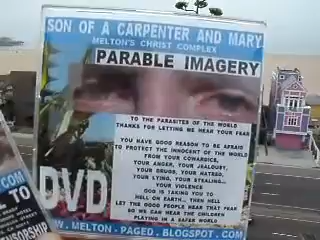 SON OF A CARPENTER AND MARY
MELTON'S CHRIST COMPLEX
PARABLE IMAGERY
TO THE PARASITES OF THE WORLD
THANKS FOR LETTING WE HEAR YOUR FEAR
YOU HAVE GOOD REASON TO BE AFRAID
TO PROTECT THE INNOCENT OF THE WORLD
FROM YOUR COWARDICE,
YOUR ANGER, YOUR JEALOUSY,
YOUR DRUGS, YOUR HATRED,
YOUR LYING, YOUR STEALING...
YOUR VIOLENCE
GOD IS TAKING YOU TO
HELL ON EARTH... THEN HELL
LET THE GOOD PEOPLE HEAR THAT FEAR
SO WE CAN HEAR THE CHILDREN
PLAYING IN A SAFER WORLD
DVD
W. MELTON - PAGED. BLOGSPOT. COM
.COM
TO